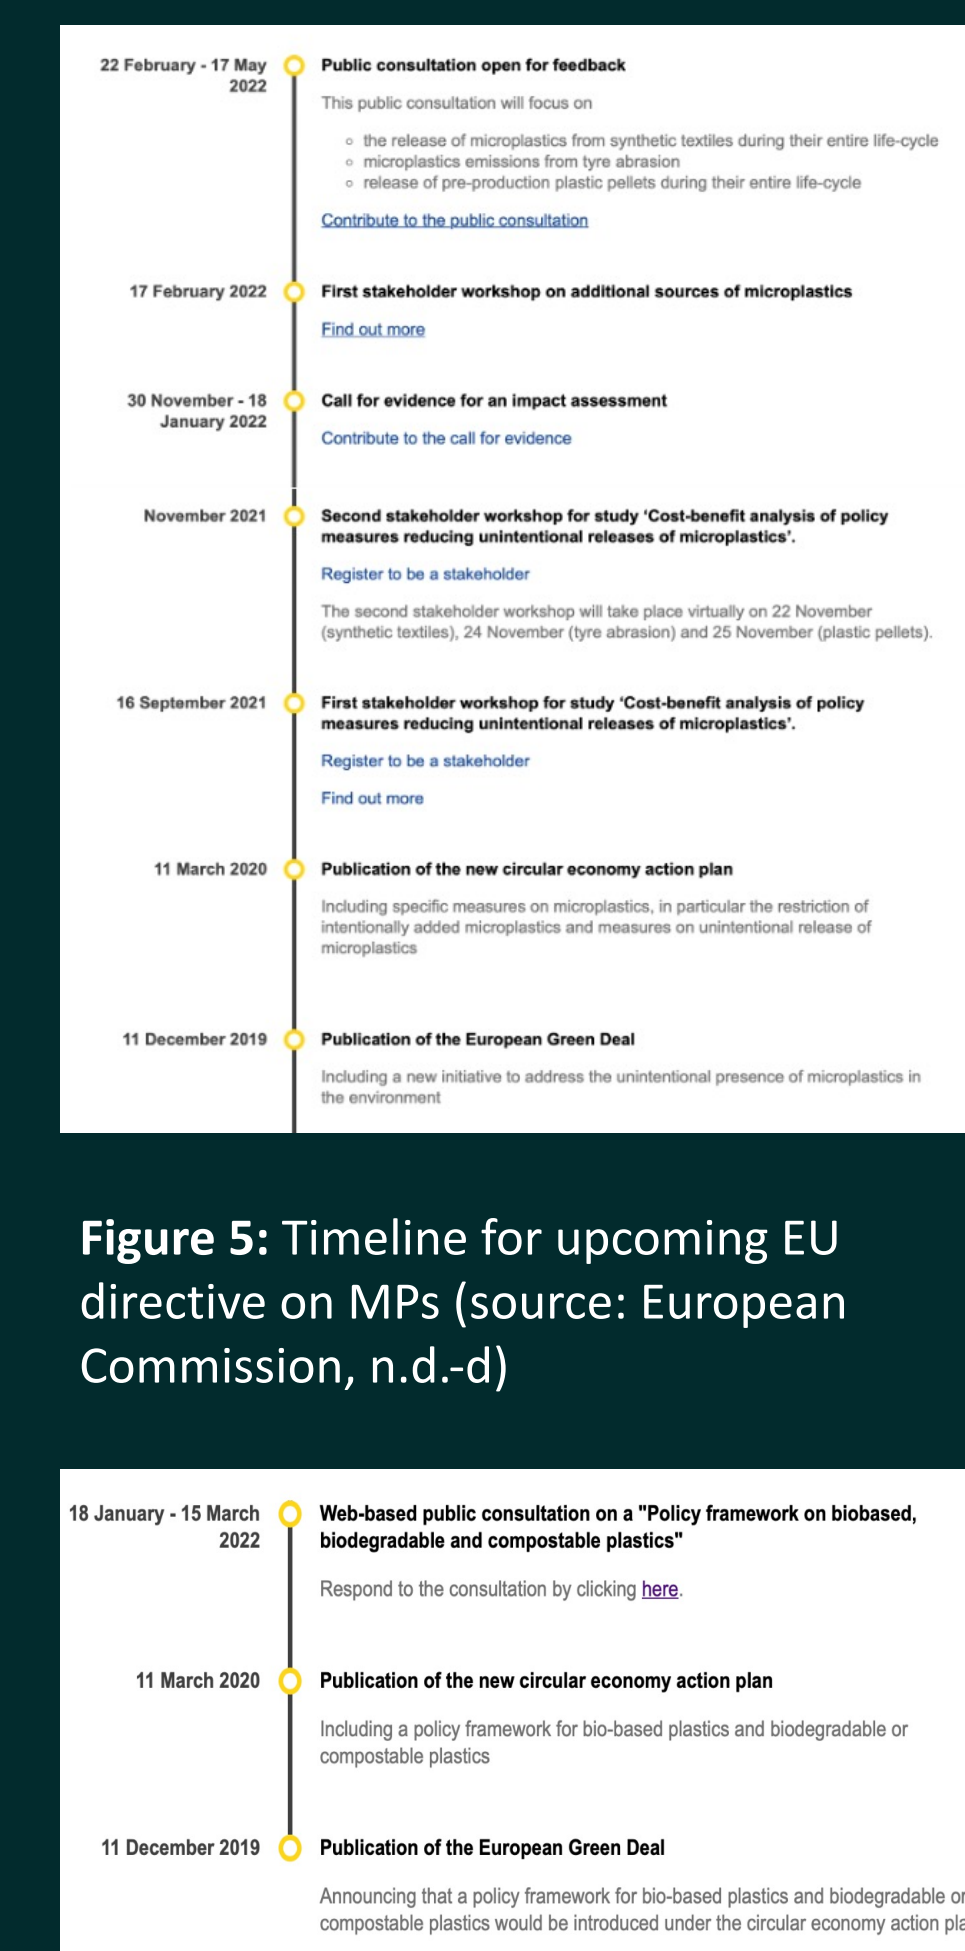 22 February - 17 May
2022
Public consultation open for feedback
This public consultation will focus on
the release of microplastics from synthetic textiles during their entire life-cycle
microplastics emissions from tyre abrasion
release of pre-production plastic pellets during their entire life-cycle
Contribute to the public consultation
17 February 2022
First stakeholder workshop on additional sources of microplastics
Find out more
30 November - 18
January 2022
Call for evidence for an impact assessment
Contribute to the call for evidence
November 2021
Second stakeholder workshop for study ‘Cost-benefit analysis of policy
measures reducing unintentional releases of microplastics’.
Register to be a stakeholder
The second stakeholder workshop will take place virtually on 22 November
(synthetic textiles), 24 November (tyre abrasion) and 25 November (plastic pellets).
16 September 2021
First stakeholder workshop for study ‘Cost-benefit analysis of policy
measures reducing unintentional releases of microplastics’.
Register to be a stakeholder
Find out more
11 March 2020
Publication of the new circular economy action plan
Including specific measures on microplastics, in particular the restriction of
intentionally added microplastics and measures on unintentional release of
microplastics
11 December 2019
Publication of the European Green Deal
Including a new initiative to address the unintentional presence of microplastics in
the environment
Figure 5: Timeline for upcoming EU
directive on MPs (source: European
Commission, n.d.-d)
18 January - 15 March
2022
Web-based public consultation on a "Policy framework on biobased,
biodegradable and compostable plastics"
Respond to the consultation by clicking here.
11 March 2020
Publication of the new circular economy action plan
Including a policy framework for bio-based plastics and biodegradable or
compostable plastics
11 December 2019
Publication of the European Green Deal
Announcing that a policy framework for bio-based plastics and biodegradable or
compostable plastics would be introduced under the circular economy action